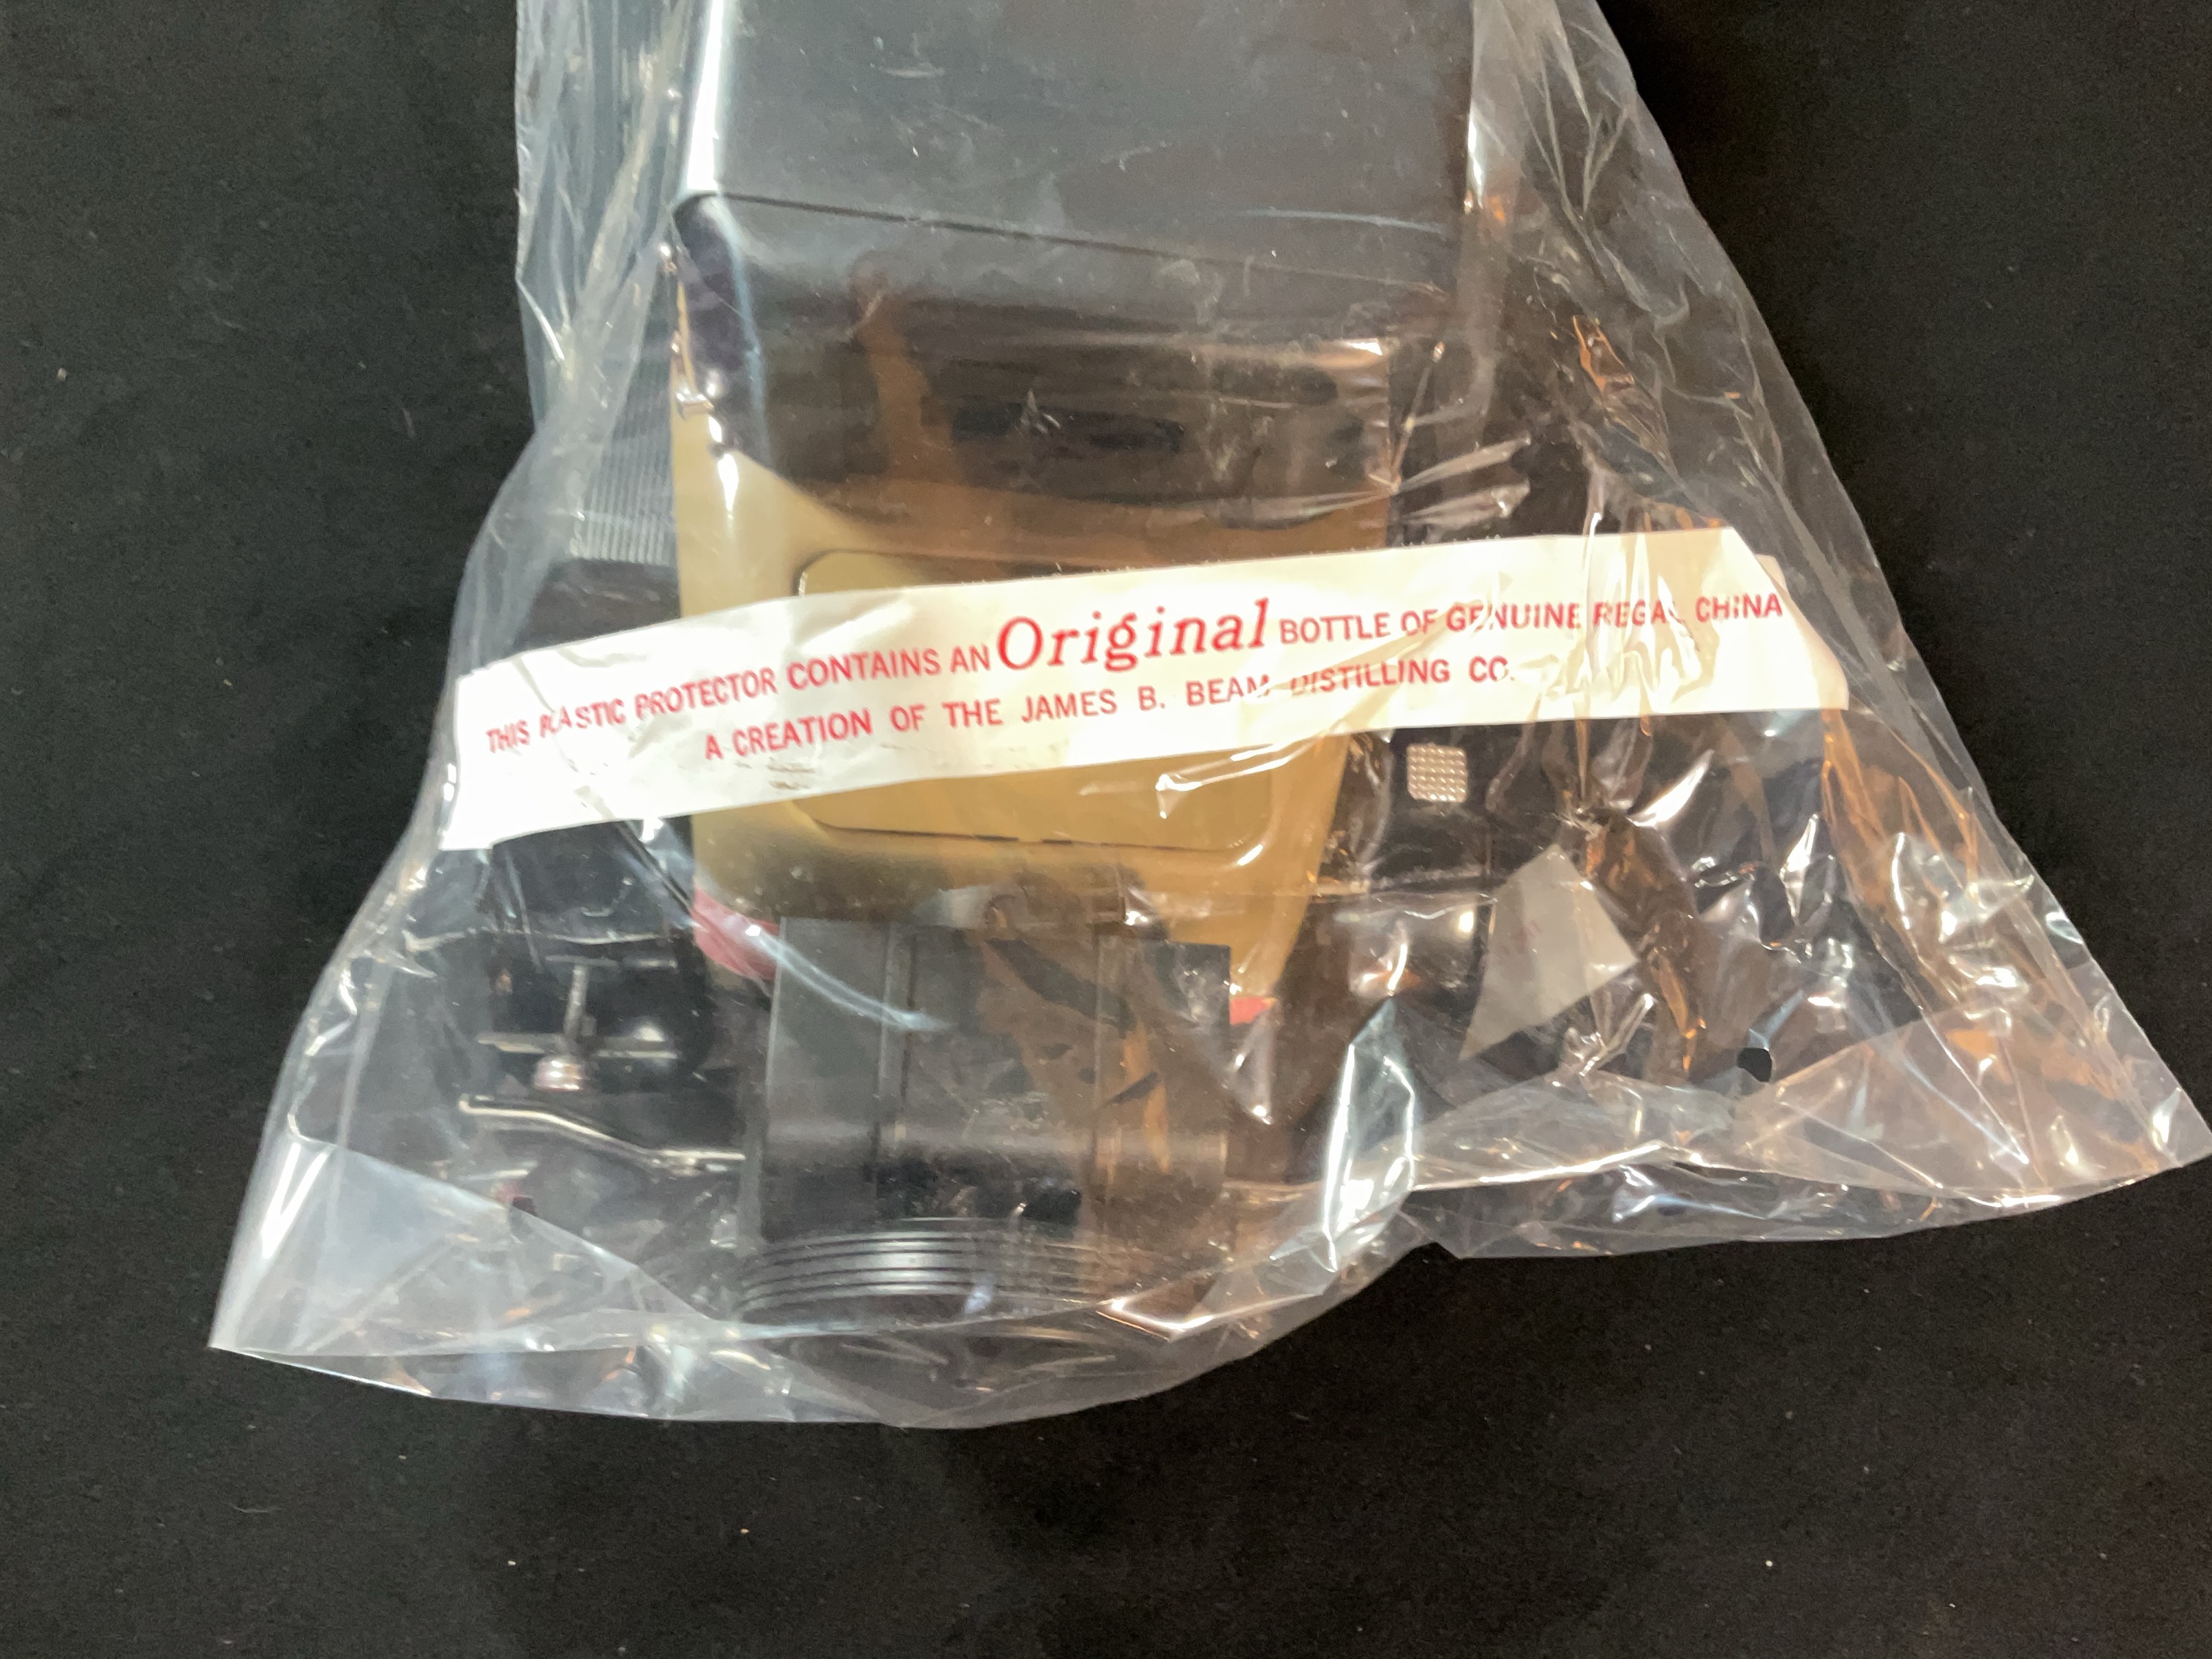 THIS PLASTIC PROTECTOR CONTAINS AN Original BOTTLE OF GENUINE REGAL CHINA
A CREATION OF THE JAMES B. BEAM DISTILLING CO.